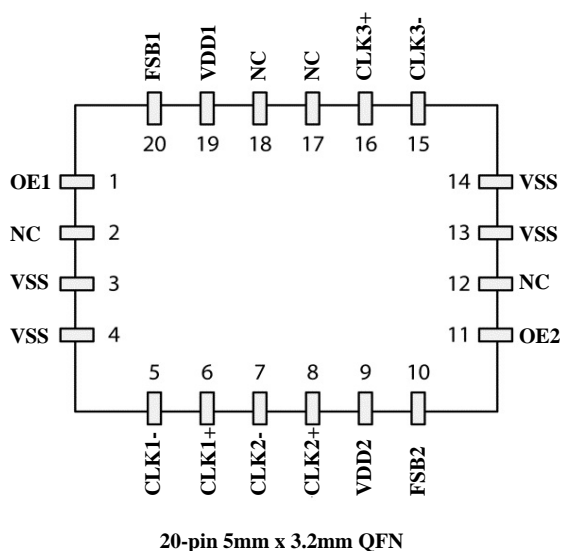 FSB1 VDD1 NC NC CLK3+ CLK3-
20 19 18 17 16 15
OE1 1 14 VSS
NC 2 13 VSS
VSS 3 12 NC
VSS 4 11 OE2
5 6 7 8 9 10
CLK1- CLK1+ CLK2- CLK2+ VDD2 FSB2
20-pin 5mm x 3.2mm QFN